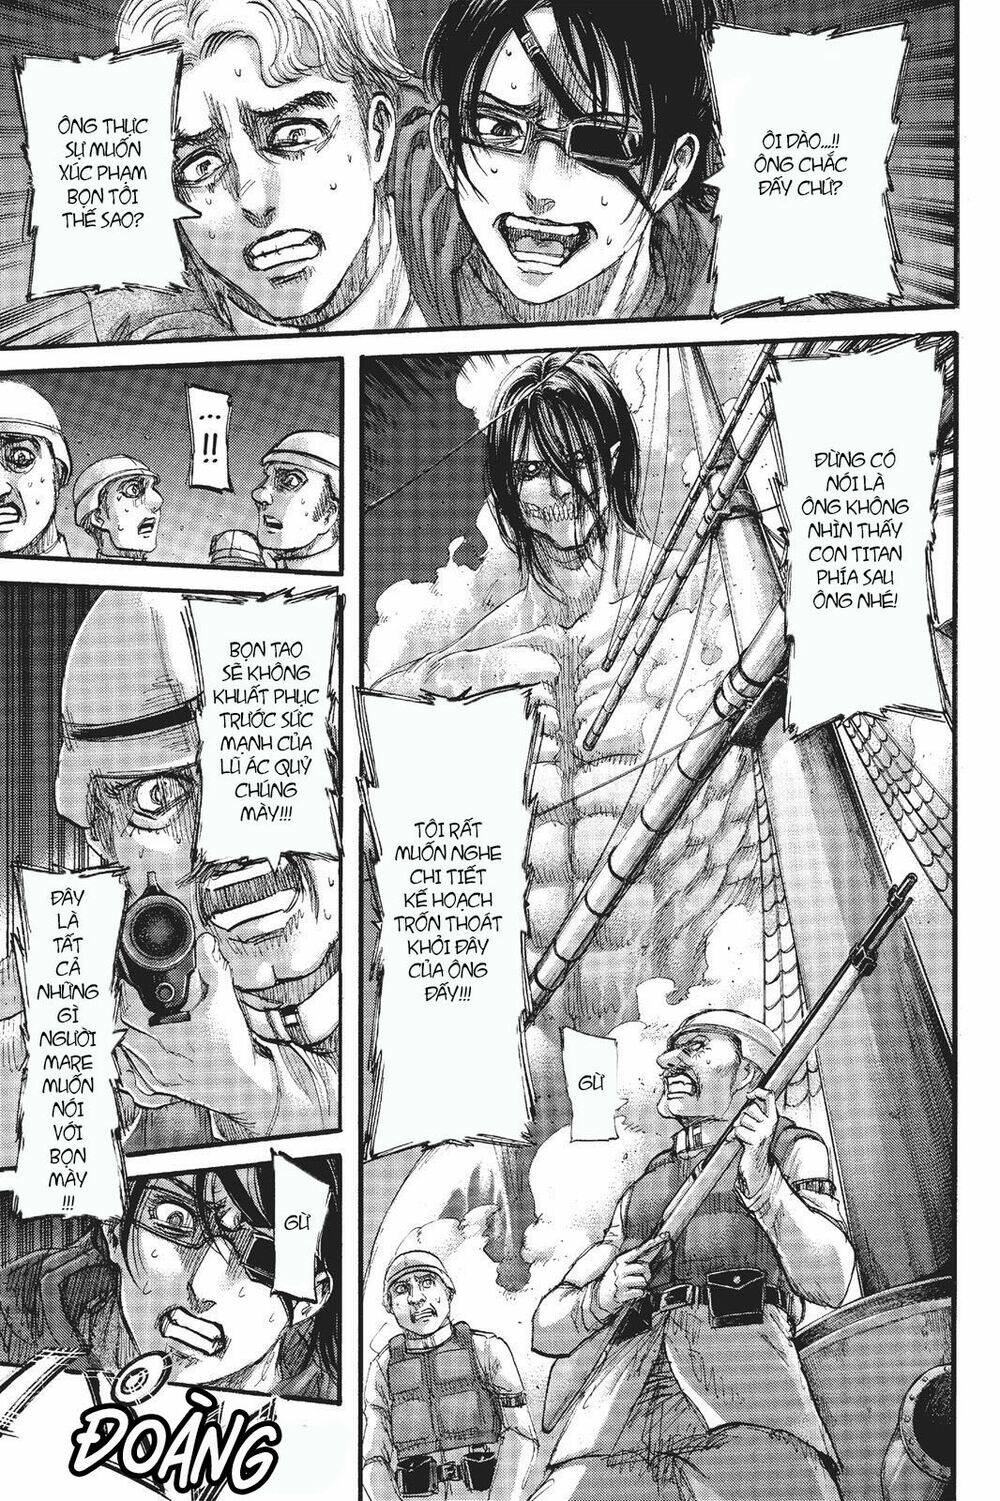 ÔI DÀO...!!
ÔNG CHẮC
ĐẤY CHỨ?
ÔNG THỰC
SỰ MUỐN
XÚC PHẠM
BỌN TÔI
THẾ SAO?
ĐỪNG CÓ
NÓI LÀ
ÔNG KHÔNG
NHÌN THẤY
CON TITAN
PHÍA SAU
ÔNG NHÉ!
TÔI RẤT
MUỐN NGHE
CHI TIẾT
KẾ HOẠCH
TRỐN THOÁT
KHỎI ĐÂY
CỦA ÔNG
ĐẤY!!!
GỪ
...!!
BỌN TAO
SẼ KHÔNG
KHUẤT PHỤC
TRƯỚC SỨC
MẠNH CỦA
LŨ ÁC QUỶ
CHÚNG
MÀY!!!
ĐÂY
LÀ
TẤT
CẢ
NHỮNG
GÌ
NGƯỜI
MARE
MUỐN
NÓI
VỚI
BỌN
MÀY
!!!
GỪ
ĐOÀNG